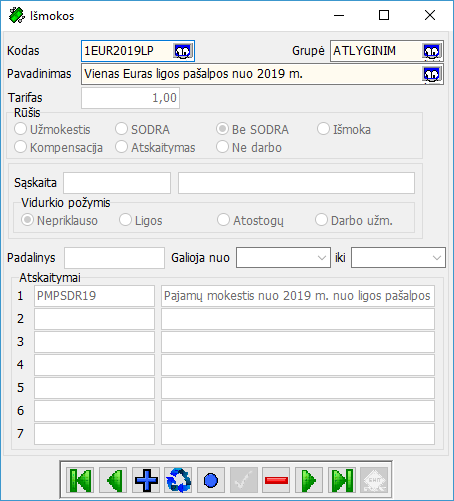 Išmokos
Kodas 1EUR2019LP Grupė ATLYGINIM
Pavadinimas Vienas Euras ligos pašalpos nuo 2019 m.
Tarifas 1,00
Rūšis
Užmokestis SODRA Be SODRA Išmoka
Kompensacija Atskaitymas Ne darbo
Sąskaita
Vidurkio požymis
Nepriklauso Ligos Atostogų Darbo užm.
Padalinys Galioja nuo iki
Atskaitymai
1 PMPSDR19 Pajamų mokestis nuo 2019 m. nuo ligos pašalpos
2
3
4
5
6
7